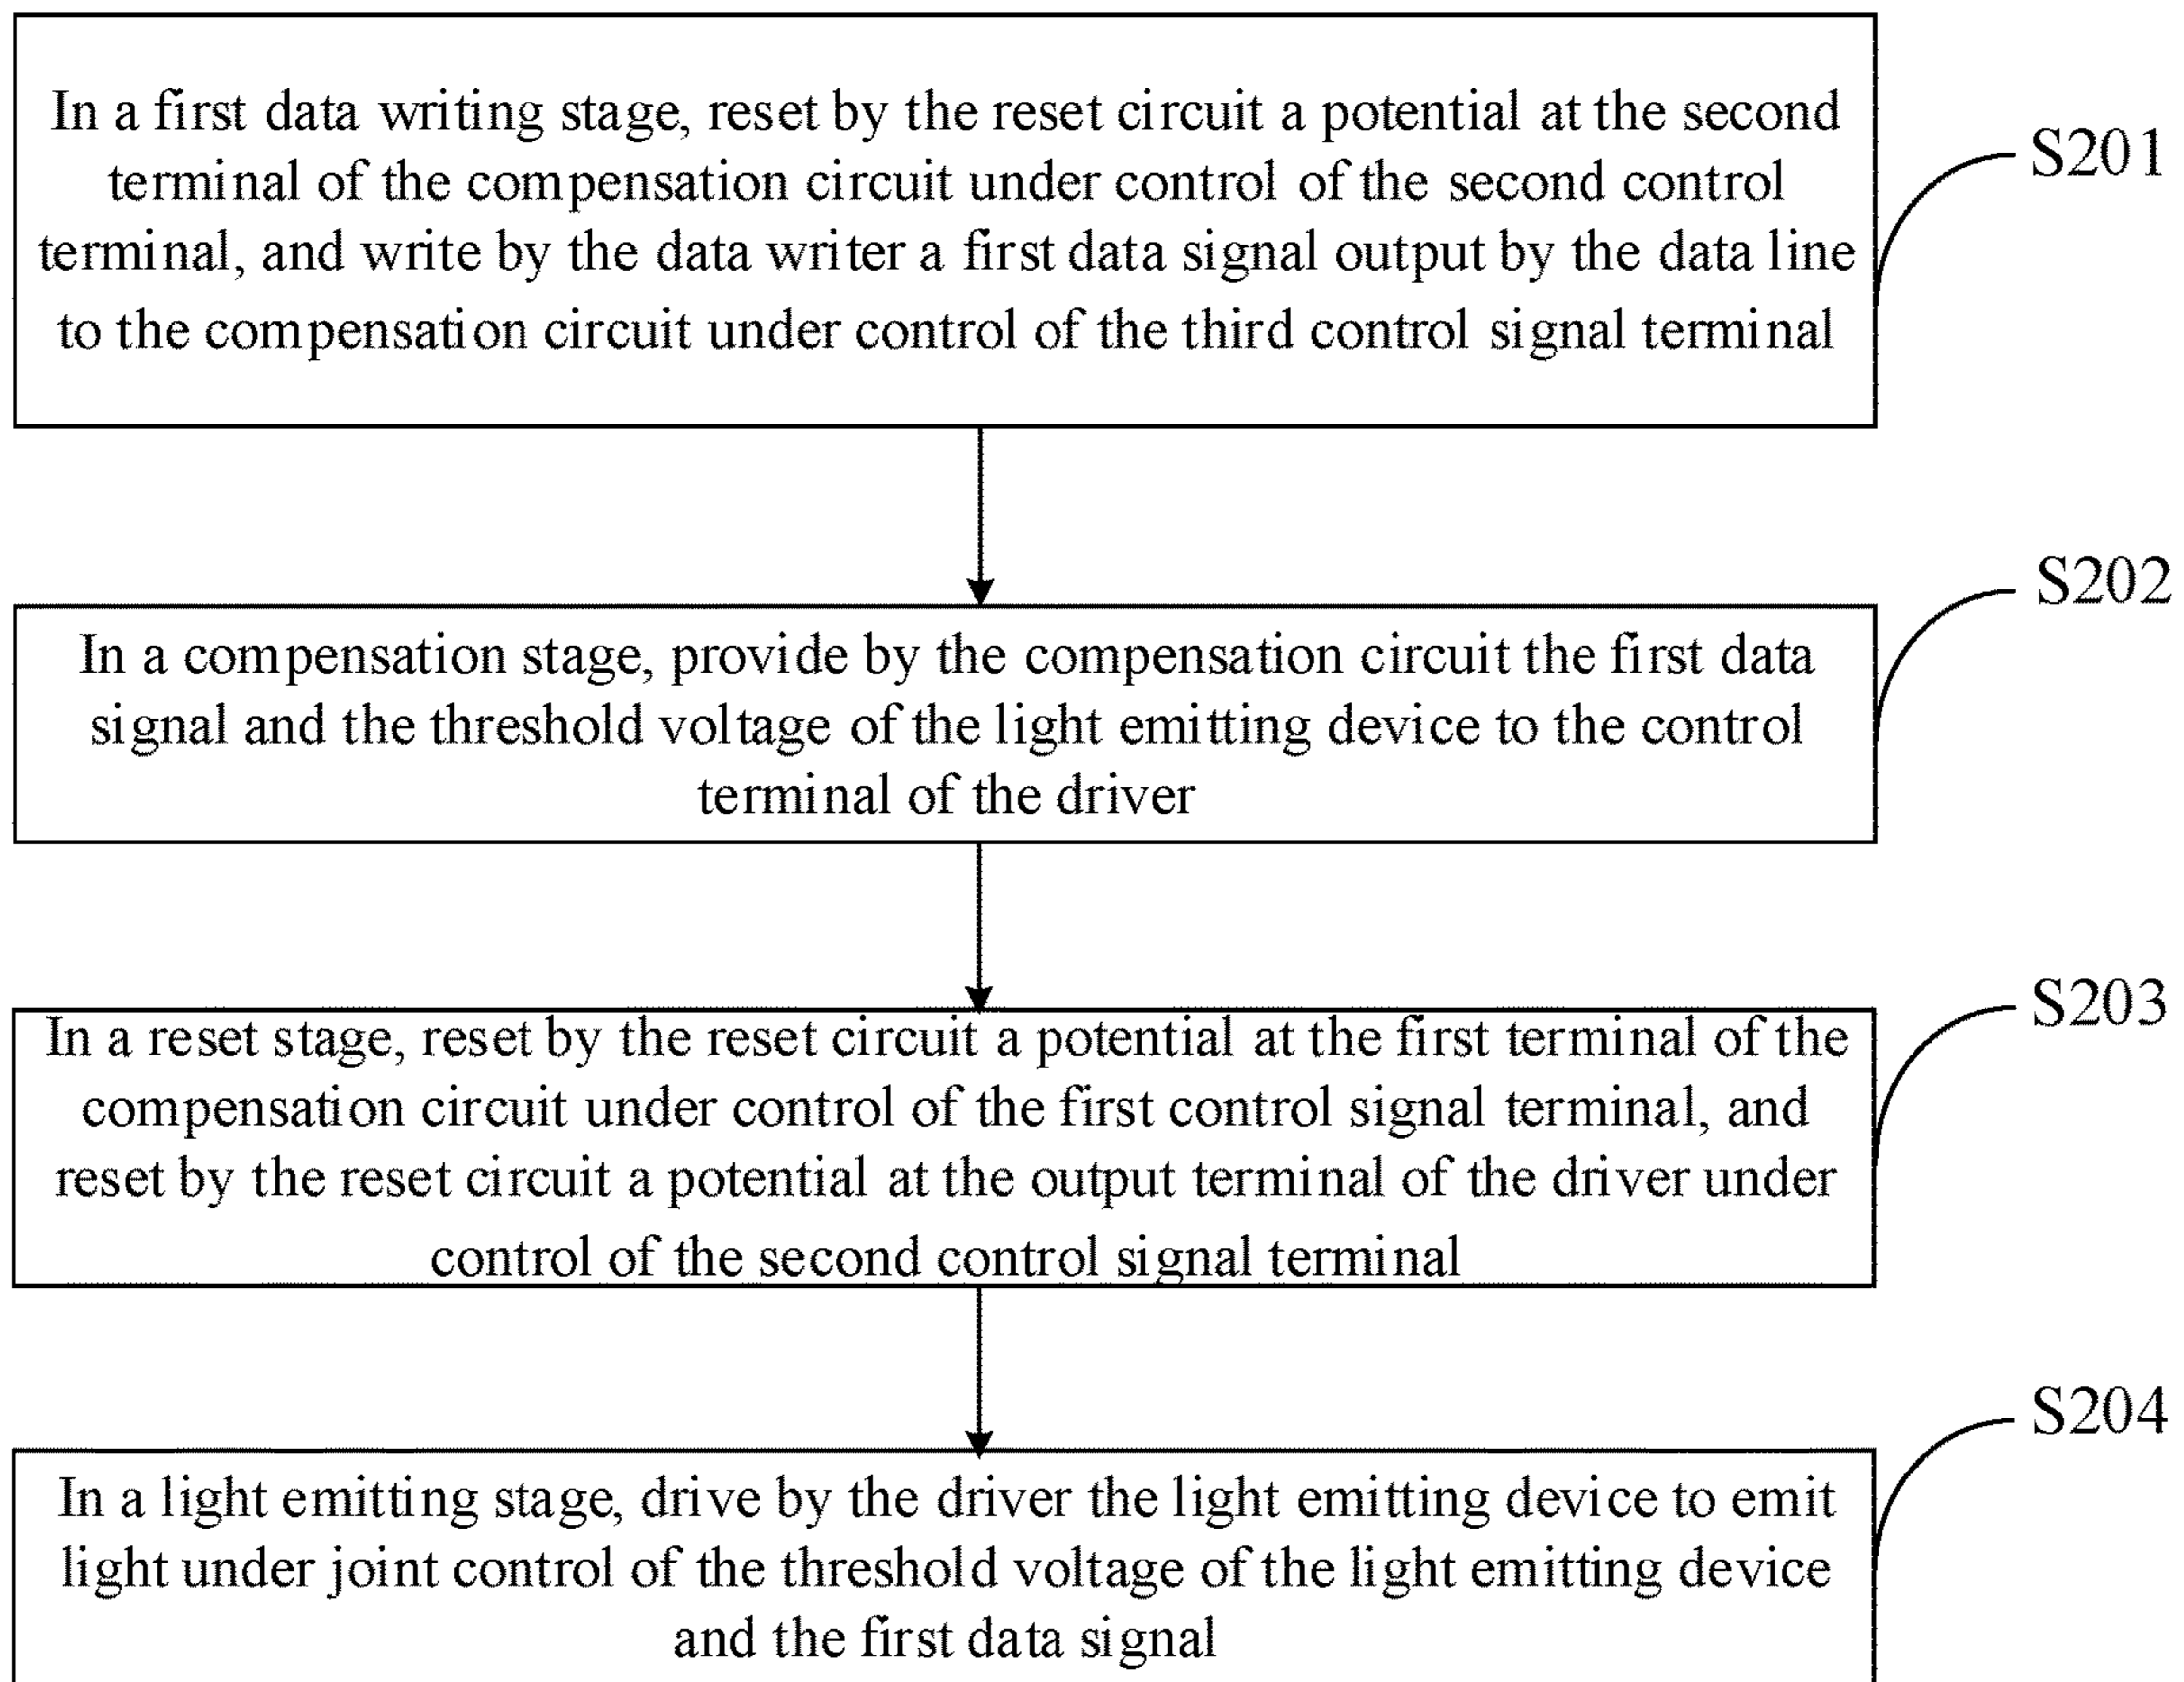 In a first data writing stage, reset by the reset circuit a potential at the second
terminal of the compensation circuit under control of the second control
terminal, and write by the data writer a first data signal output by the data line
to the compensation circuit under control of the third control signal terminal
S201
In a compensation stage, provide by the compensation circuit the first data
signal and the threshold voltage of the light emitting device to the control
terminal of the driver
S202
In a reset stage, reset by the reset circuit a potential at the first terminal of the
compensation circuit under control of the first control signal terminal, and
reset by the reset circuit a potential at the output terminal of the driver under
control of the second control signal terminal
S203
In a light emitting stage, drive by the driver the light emitting device to emit
light under joint control of the threshold voltage of the light emitting device
and the first data signal
S204